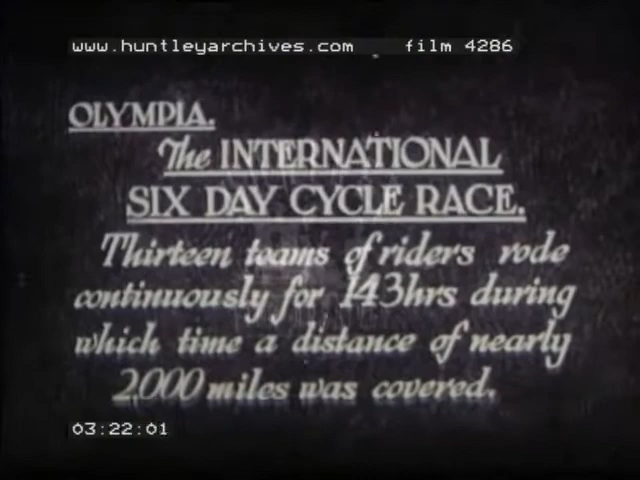 www.huntleyarchives.com film 4286
OLYMPIA.
The INTERNATIONAL
SIX DAY CYCLE RACE.
Thirteen teams of riders rode
continuously for 143hrs during
which time a distance of nearly
2,000 miles was covered.
03:22:01